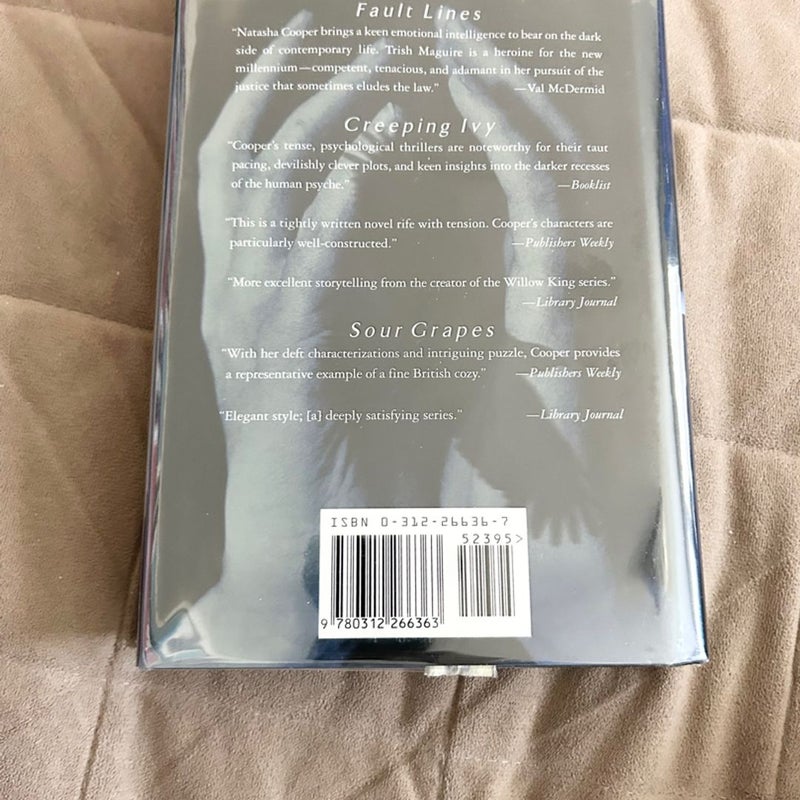 Fault Lines
“Natasha Cooper brings a keen emotional intelligence to bear on the dark
side of contemporary life. Trish Maguire is a heroine for the new
millennium—competent, tenacious, and adamant in her pursuit of the
justice that sometimes eludes the law.” —Val McDermid
Creeping Ivy
“Cooper's tense, psychological thrillers are noteworthy for their taut
pacing, devilishly clever plots, and keen insights into the darker recesses
of the human psyche.” —Booklist
“This is a tightly written novel rife with tension. Cooper's characters are
particularly well-constructed.” —Publishers Weekly
“More excellent storytelling from the creator of the Willow King series.”
—Library Journal
Sour Grapes
“With her deft characterizations and intriguing puzzle, Cooper provides
a representative example of a fine British cozy.” —Publishers Weekly
“Elegant style; [a] deeply satisfying series.” —Library Journal
ISBN 0-312-26636-7
52395>
9 780312 266363